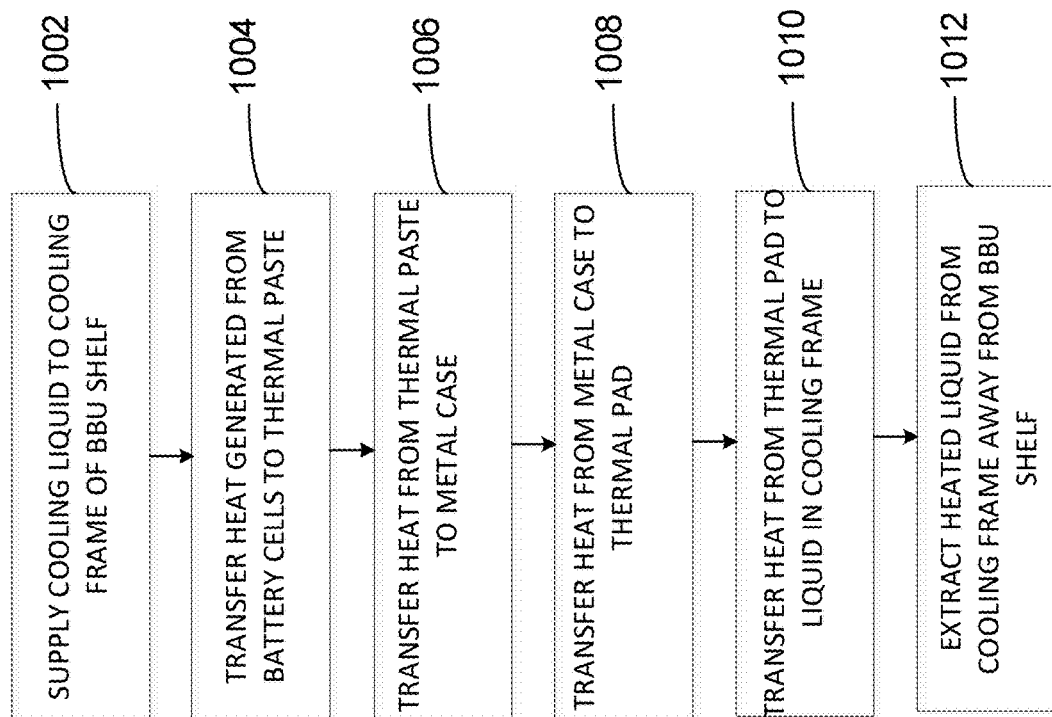 SUPPLY COOLING LIQUID TO COOLING
FRAME OF BBU SHELF
1002
TRANSFER HEAT GENERATED FROM
BATTERY CELLS TO THERMAL PASTE
1004
TRANSFER HEAT FROM THERMAL PASTE
TO METAL CASE
1006
TRANSFER HEAT FROM METAL CASE TO
THERMAL PAD
1008
TRANSFER HEAT FROM THERMAL PAD TO
LIQUID IN COOLING FRAME
1010
EXTRACT HEATED LIQUID FROM
COOLING FRAME AWAY FROM BBU
SHELF
1012